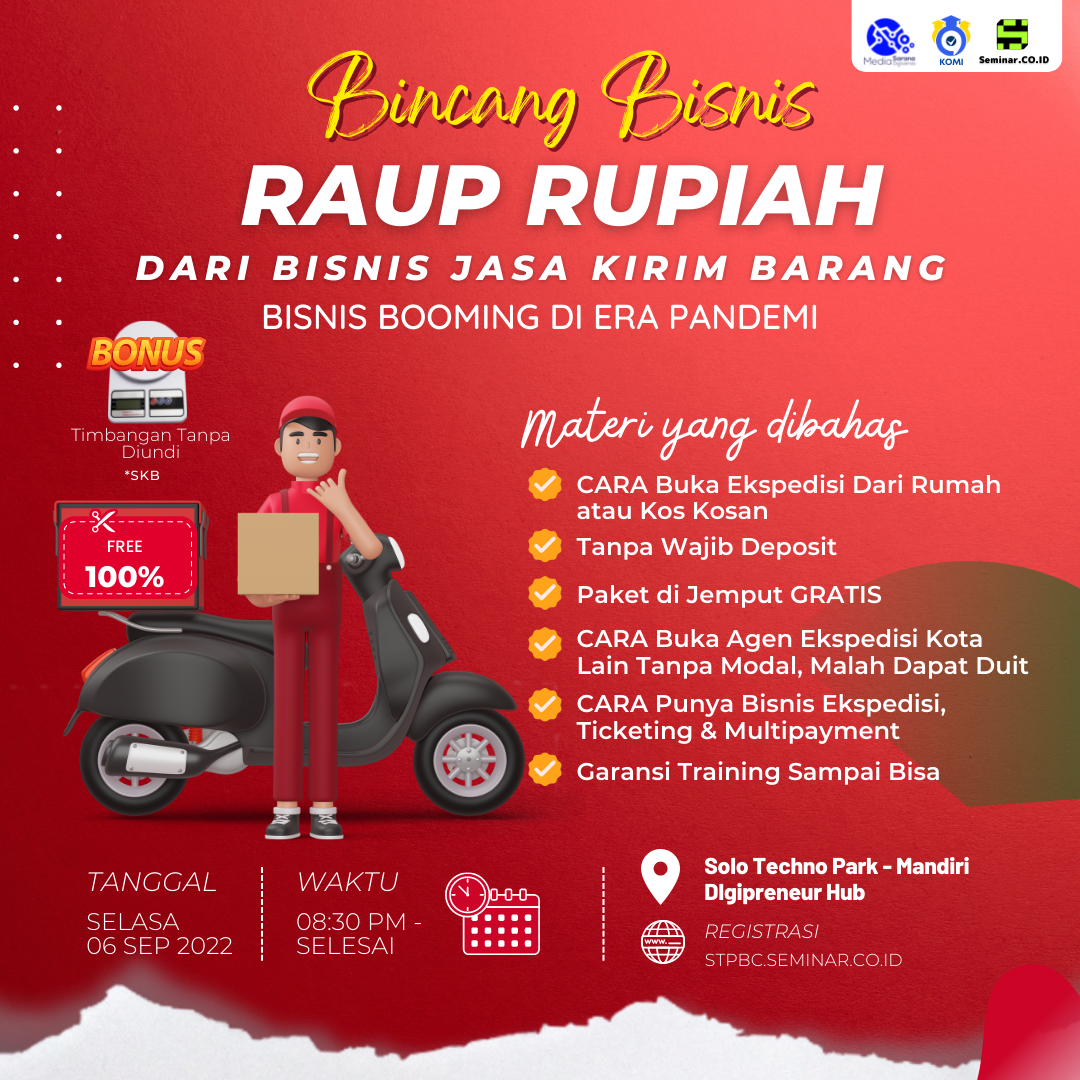 Media Sarana
Digitalindo
KOMI
Seminar.CO.ID
Bincang Bisnis
RAUP RUPIAH
DARI BISNIS JASA KIRIM BARANG
BISNIS BOOMING DI ERA PANDEMI
BONUS
Timbangan Tanpa
Diundi
*SKB
FREE
100%
Materi yang dibahas
CARA Buka Ekspedisi Dari Rumah
atau Kos Kosan
Tanpa Wajib Deposit
Paket di Jemput GRATIS
CARA Buka Agen Ekspedisi Kota
Lain Tanpa Modal, Malah Dapat Duit
CARA Punya Bisnis Ekspedisi,
Ticketing & Multipayment
Garansi Training Sampai Bisa
TANGGAL
SELASA
06 SEP 2022
WAKTU
08:30 PM -
SELESAI
Solo Techno Park - Mandiri
DIgipreneur Hub
www.
REGISTRASI
STPBC.SEMINAR.CO.ID